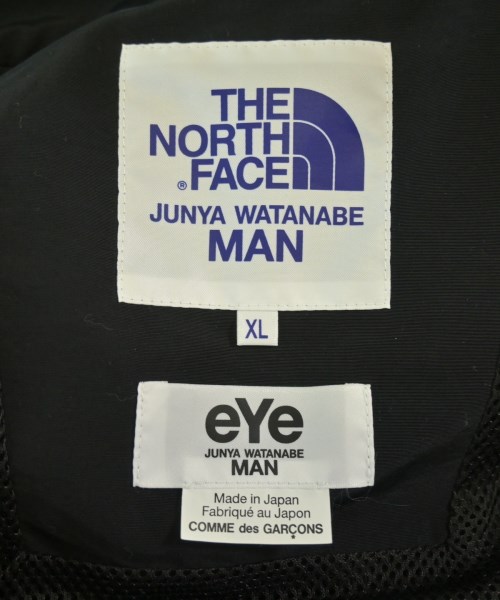 THE
NORTH
® FACE
JUNYA WATANABE
MAN
XL
eYe
JUNYA WATANABE
MAN
Made in Japan
Fabriqué au Japon
COMME des GARÇONS